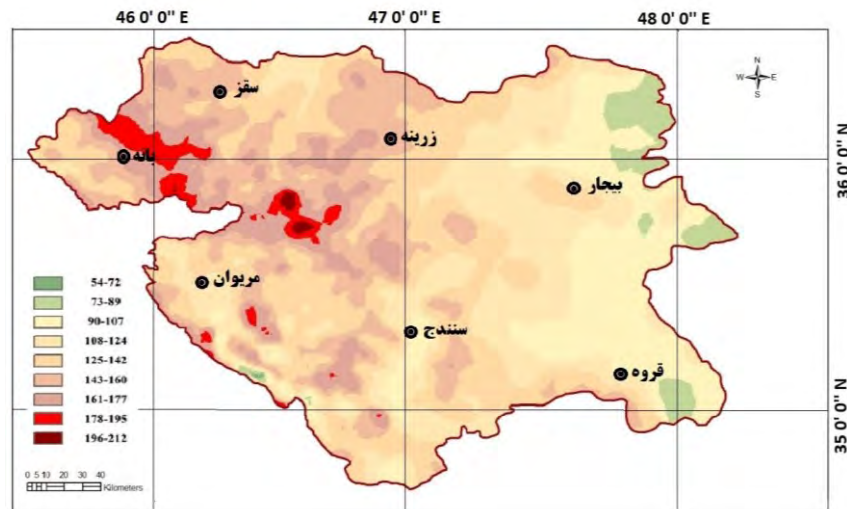 46 0' 0'' E 47 0' 0'' E 48 0' 0'' E
N
W E
S
سقز
زرینه
بانه
36 0' 0'' N
بیجار
مریوان
54-72
73-89
90-107
108-124
125-142
143-160
161-177
178-195
196-212
سنندج
قروه
35 0' 0'' N
0 5 10 20 30 40
Kilometers